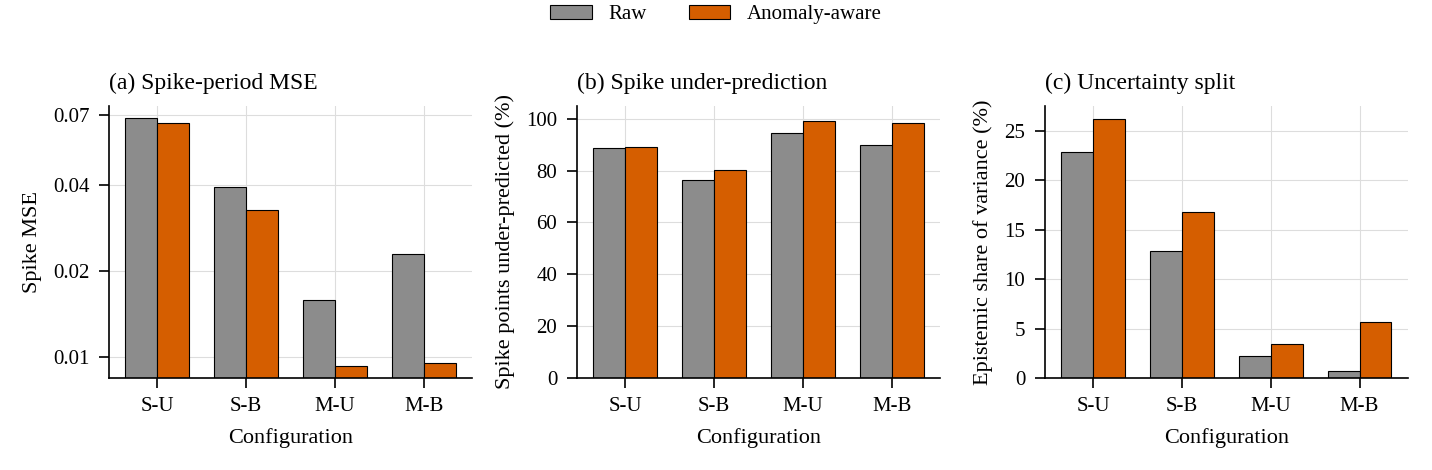 Raw
Anomaly-aware
(a) Spike-period MSE
Spike MSE
0.07
0.04
0.02
0.01
S-U
S-B
M-U
M-B
Configuration
(b) Spike under-prediction
Spike points under-predicted (%)
100
80
60
40
20
0
S-U
S-B
M-U
M-B
Configuration
(c) Uncertainty split
Epistemic share of variance (%)
25
20
15
10
5
0
S-U
S-B
M-U
M-B
Configuration